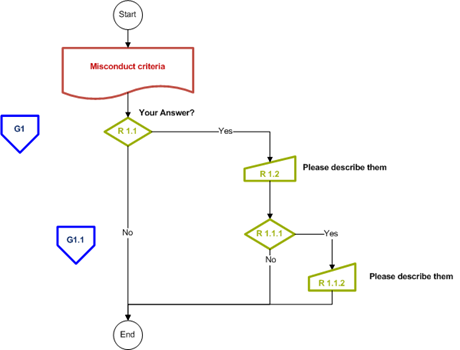 Start
Misconduct criteria
Your Answer?
G1
R 1.1
Yes
R 1.2
Please describe them
No
G1.1
R 1.1.1
Yes
No
R 1.1.2
Please describe them
End